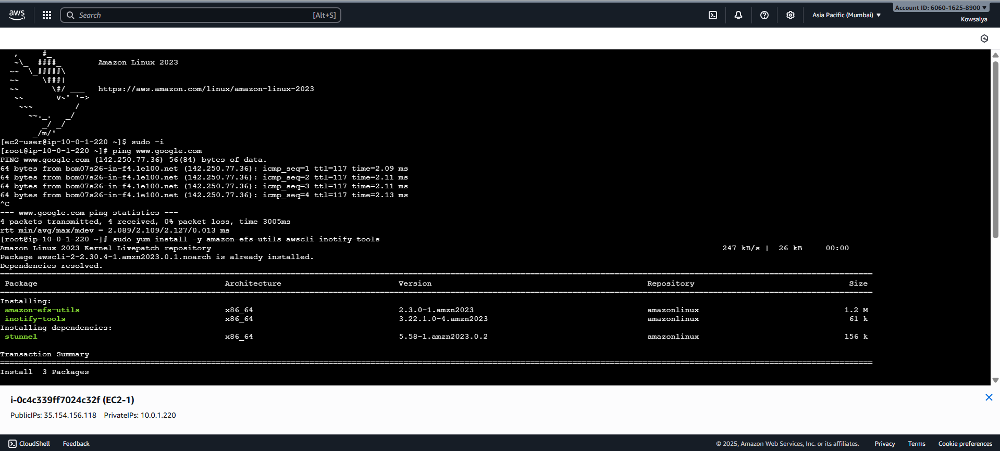 aws
Search [Alt+S]
Asia Pacific (Mumbai) ▼
Account ID: 6060-1625-8900 ▼
Kowsalya
   ,     #_
   ~\_  ####_        Amazon Linux 2023
  ~~  \_#####\
  ~~     \###|
  ~~       \#/ ___   https://aws.amazon.com/linux/amazon-linux-2023
   ~~       V~' '->
    ~~~         /
      ~~._.   _/
         _/ _/
       _/m/'
[ec2-user@ip-10-0-1-220 ~]$ sudo -i
[root@ip-10-0-1-220 ~]# ping www.google.com
PING www.google.com (142.250.77.36) 56(84) bytes of data.
64 bytes from bom07s26-in-f4.1e100.net (142.250.77.36): icmp_seq=1 ttl=117 time=2.09 ms
64 bytes from bom07s26-in-f4.1e100.net (142.250.77.36): icmp_seq=2 ttl=117 time=2.11 ms
64 bytes from bom07s26-in-f4.1e100.net (142.250.77.36): icmp_seq=3 ttl=117 time=2.11 ms
64 bytes from bom07s26-in-f4.1e100.net (142.250.77.36): icmp_seq=4 ttl=117 time=2.13 ms
^C
--- www.google.com ping statistics ---
4 packets transmitted, 4 received, 0% packet loss, time 3005ms
rtt min/avg/max/mdev = 2.089/2.109/2.127/0.013 ms
[root@ip-10-0-1-220 ~]# sudo yum install -y amazon-efs-utils awscli inotify-tools
Amazon Linux 2023 Kernel Livepatch repository 247 kB/s | 26 kB 00:00
Package awscli-2-2.30.4-1.amzn2023.0.1.noarch is already installed.
Dependencies resolved.
Package Architecture Version Repository Size
Installing:
amazon-efs-utils x86_64 2.3.0-1.amzn2023 amazonlinux 1.2 M
inotify-tools x86_64 3.22.1.0-4.amzn2023 amazonlinux 61 k
Installing dependencies:
stunnel x86_64 5.58-1.amzn2023.0.2 amazonlinux 156 k
Transaction Summary
Install  3 Packages
i-0c4c339ff7024c32f (EC2-1)
PublicIPs: 35.154.156.118 PrivateIPs: 10.0.1.220
CloudShell Feedback © 2025, Amazon Web Services, Inc. or its affiliates. Privacy Terms Cookie preferences